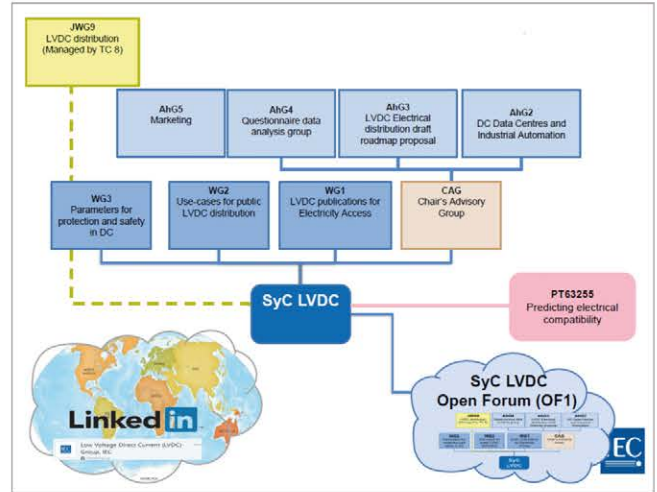 JWG9
LVDC distribution
(Managed by TC 8)
AhG5
Marketing
AhG4
Questionnaire data
analysis group
AhG3
LVDC Electrical
distribution draft
roadmap proposal
AhG2
DC Data Centres and
Industrial Automation
WG3
Parameters for
protection and safety
in DC
WG2
Use-cases for public
LVDC distribution
WG1
LVDC publications for
Electricity Access
CAG
Chair's Advisory
Group
SyC LVDC
PT63255
Predicting electrical
compatibility
Linked in
IEC
Low Voltage Direct Current (LVDC)
Group, IEC
SyC LVDC
Open Forum (OF1)
CAG
SyC
LVDC
IEC